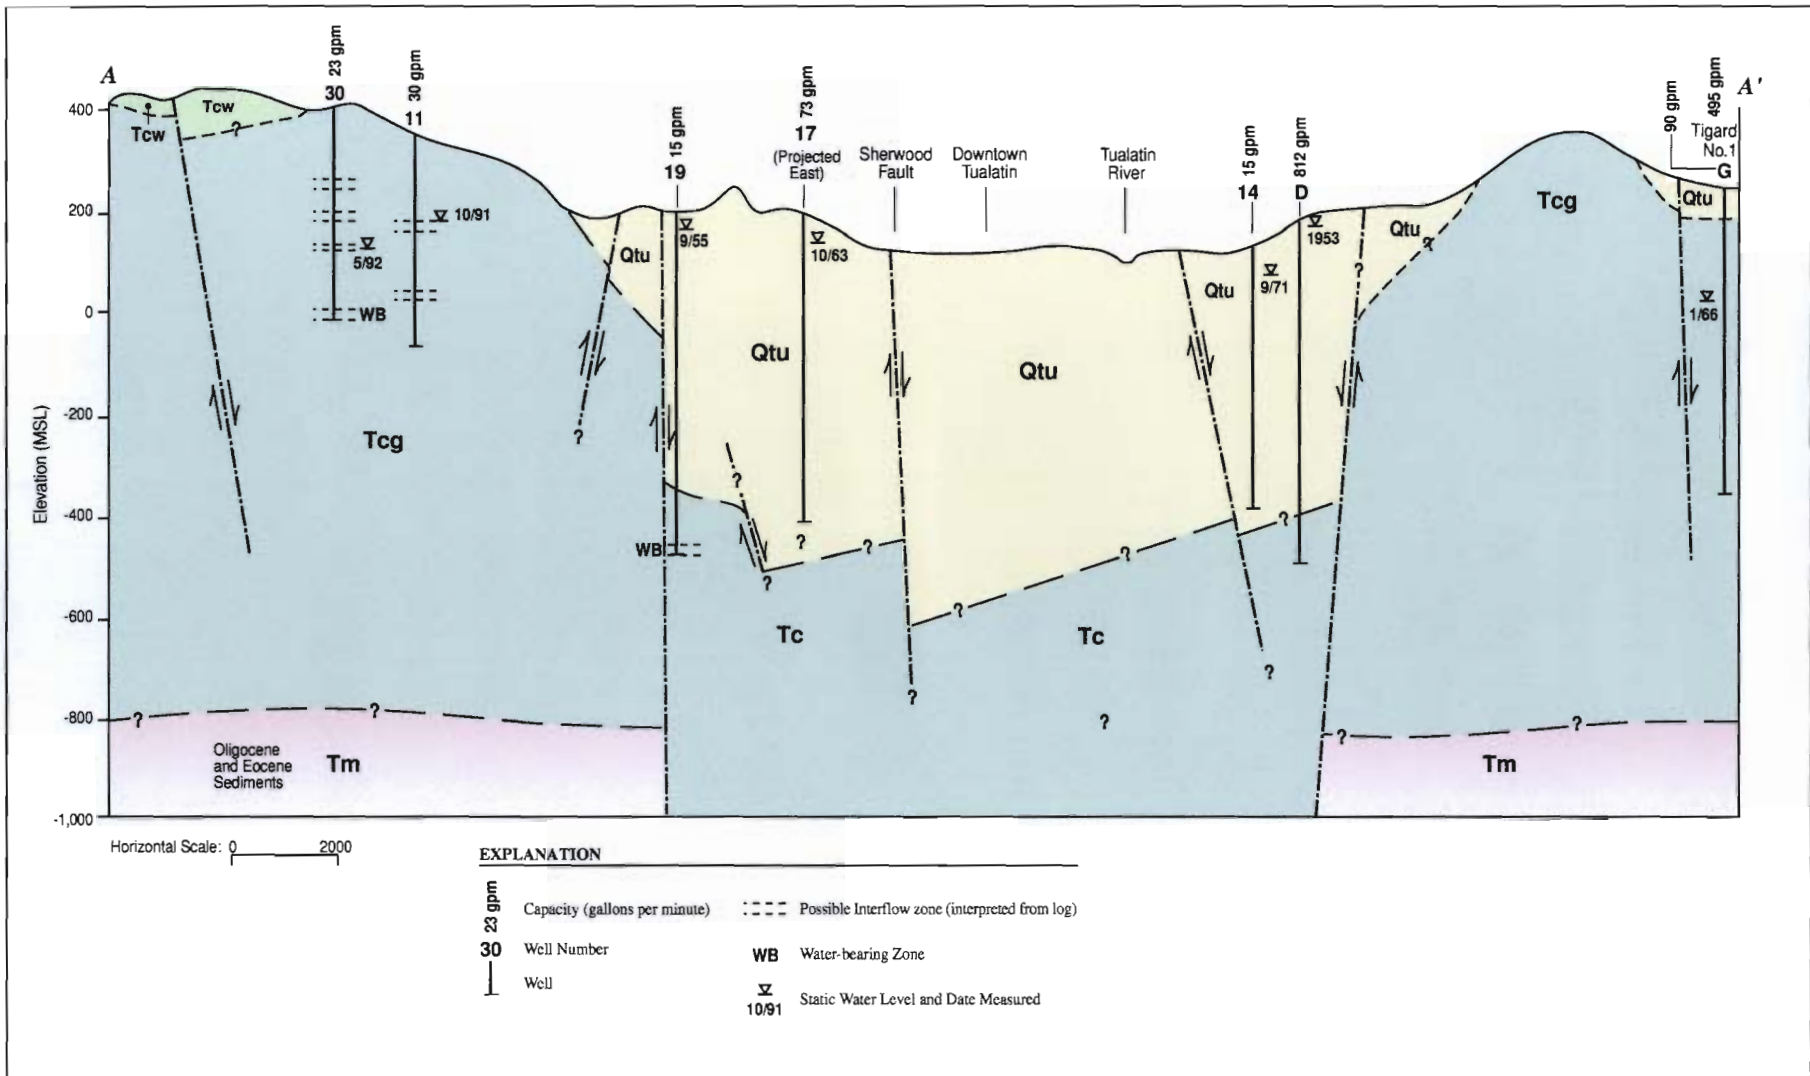 A
23 gpm
30
30 gpm
11
15 gpm
19
73 gpm
17
(Projected
East)
Sherwood
Fault
Downtown
Tualatin
Tualatin
River
15 gpm
14
812 gpm
D
90 gpm
495 gpm
Tigard
No.1
G
A'
Elevation (MSL)
400
200
0
-200
-400
-600
-800
-1,000
Tcw
Tcw
?
10/91
5/92
WB
Tcg
?
Qtu
9/55
10/63
WB
?
Qtu
?
?
?
Tc
?
Qtu
?
?
Tc
?
?
Qtu
9/71
1953
?
?
Qtu
?
Tcg
Qtu
1/66
?
?
Oligocene
and Eocene
Sediments
Tm
?
?
Tm
Horizontal Scale: 0 2000
EXPLANATION
23 gpm
Capacity (gallons per minute)
30
Well Number
Well
Possible Interflow zone (interpreted from log)
WB
Water-bearing Zone
10/91
Static Water Level and Date Measured